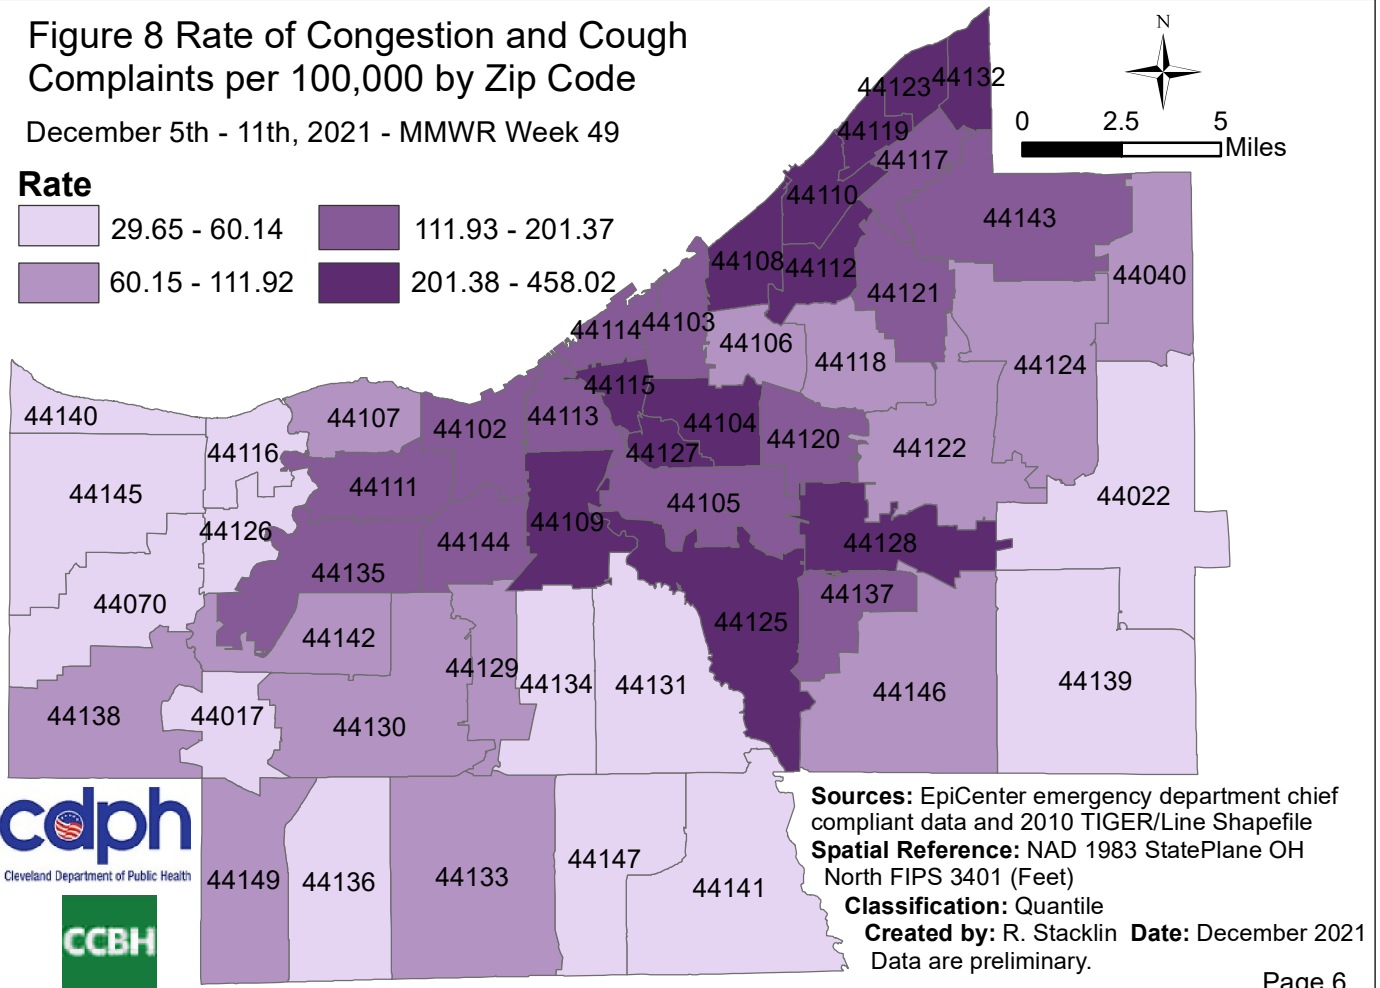 Figure 8 Rate of Congestion and Cough
Complaints per 100,000 by Zip Code
December 5th - 11th, 2021 - MMWR Week 49
Rate
29.65 - 60.14
111.93 - 201.37
60.15 - 111.92
201.38 - 458.02
N
0 2.5 5
Miles
44132
44123
44119
44117
44110
44143
44108
44112
44040
44121
44114
44103
44106
44118
44124
44115
44140
44107
44102
44113
44104
44120
44116
44127
44122
44145
44111
44105
44022
44126
44109
44144
44128
44135
44137
44070
44125
44142
44129
44134
44131
44146
44139
44138
44017
44130
44149
44136
44133
44147
44141
cdph
Cleveland Department of Public Health
CCBH
Sources: EpiCenter emergency department chief
compliant data and 2010 TIGER/Line Shapefile
Spatial Reference: NAD 1983 StatePlane OH
North FIPS 3401 (Feet)
Classification: Quantile
Created by: R. Stacklin Date: December 2021
Data are preliminary.
Page 6